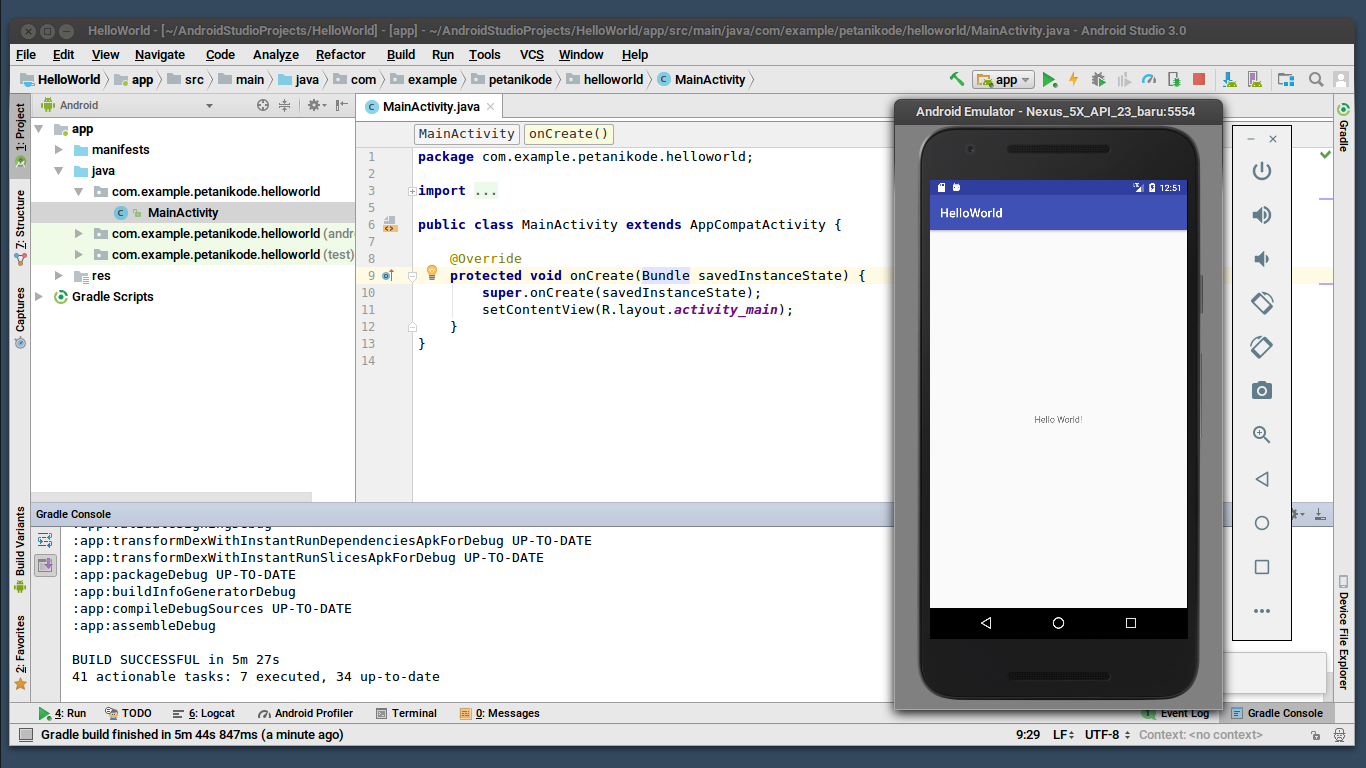 HelloWorld - [~/AndroidStudioProjects/HelloWorld] - [app] - ~/AndroidStudioProjects/HelloWorld/app/src/main/java/com/example/petanikode/helloworld/MainActivity.java - Android Studio 3.0
File Edit View Navigate Code Analyze Refactor Build Run Tools VCS Window Help
HelloWorld app src main java com example petanikode helloworld MainActivity
app
1: Project
7: Structure
Captures
Build Variants
2: Favorites
Android
app
manifests
java
com.example.petanikode.helloworld
MainActivity
com.example.petanikode.helloworld (andr
com.example.petanikode.helloworld (test)
res
Gradle Scripts
MainActivity.java
MainActivity onCreate()
1 package com.example.petanikode.helloworld;
2
3 import ...
5
6 public class MainActivity extends AppCompatActivity {
7
8 @Override
9 protected void onCreate(Bundle savedInstanceState) {
10 super.onCreate(savedInstanceState);
11 setContentView(R.layout.activity_main);
12 }
13 }
14
Android Emulator - Nexus_5X_API_23_baru:5554
12:51
HelloWorld
Hello World!
Gradle
Device File Explorer
Gradle Console
:app:transformDexWithInstantRunDependenciesApkForDebug UP-TO-DATE
:app:transformDexWithInstantRunSlicesApkForDebug UP-TO-DATE
:app:packageDebug UP-TO-DATE
:app:buildInfoGeneratorDebug
:app:compileDebugSources UP-TO-DATE
:app:assembleDebug
BUILD SUCCESSFUL in 5m 27s
41 actionable tasks: 7 executed, 34 up-to-date
4: Run TODO 6: Logcat Android Profiler Terminal 0: Messages 1 Event Log Gradle Console
Gradle build finished in 5m 44s 847ms (a minute ago) 9:29 LF UTF-8 Context: <no context>